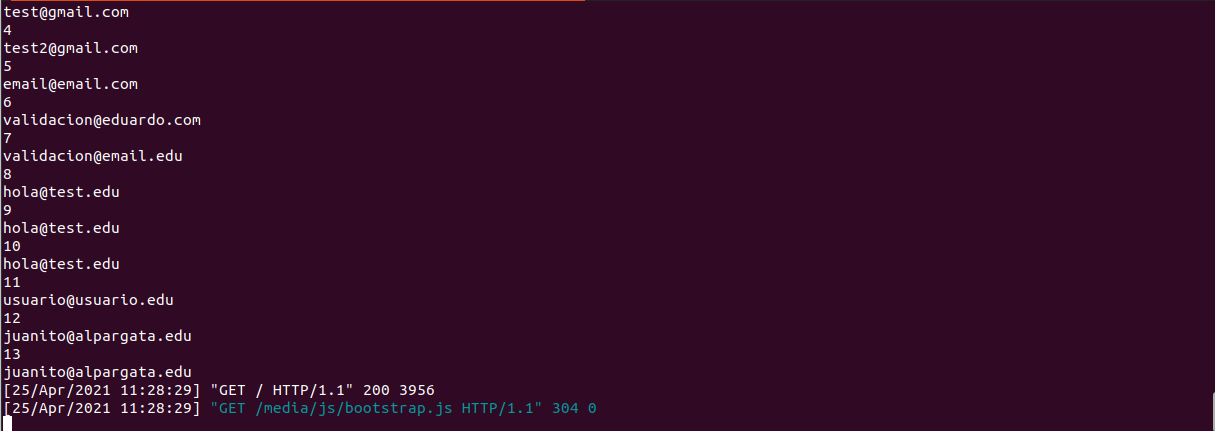 test@gmail.com
4
test2@gmail.com
5
email@email.com
6
validacion@eduardo.com
7
validacion@email.edu
8
hola@test.edu
9
hola@test.edu
10
hola@test.edu
11
usuario@usuario.edu
12
juanito@alpargata.edu
13
juanito@alpargata.edu
[25/Apr/2021 11:28:29] "GET / HTTP/1.1" 200 3956
[25/Apr/2021 11:28:29] "GET /media/js/bootstrap.js HTTP/1.1" 304 0